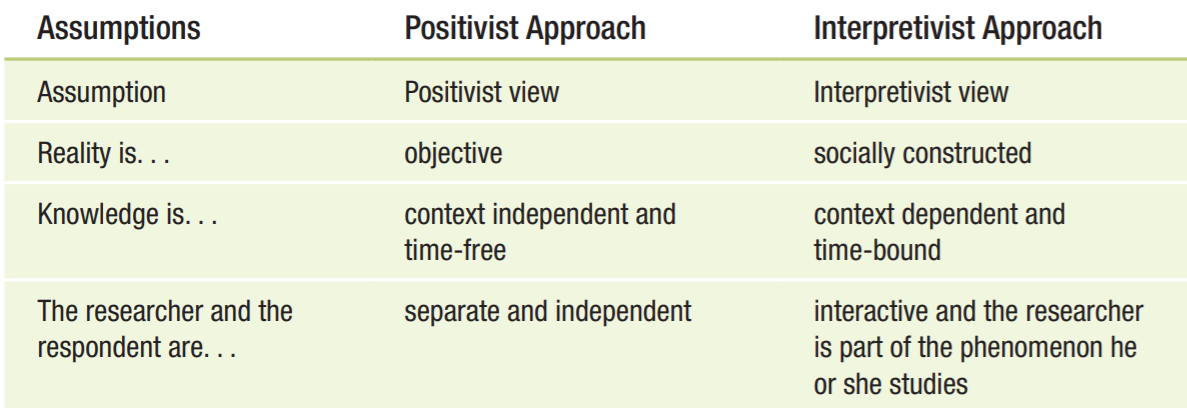 Assumptions Positivist Approach Interpretivist Approach
Assumption Positivist view Interpretivist view
Reality is. . . objective socially constructed
Knowledge is. . . context independent and context dependent and
time-free time-bound
The researcher and the separate and independent interactive and the researcher
respondent are. . . is part of the phenomenon he
or she studies